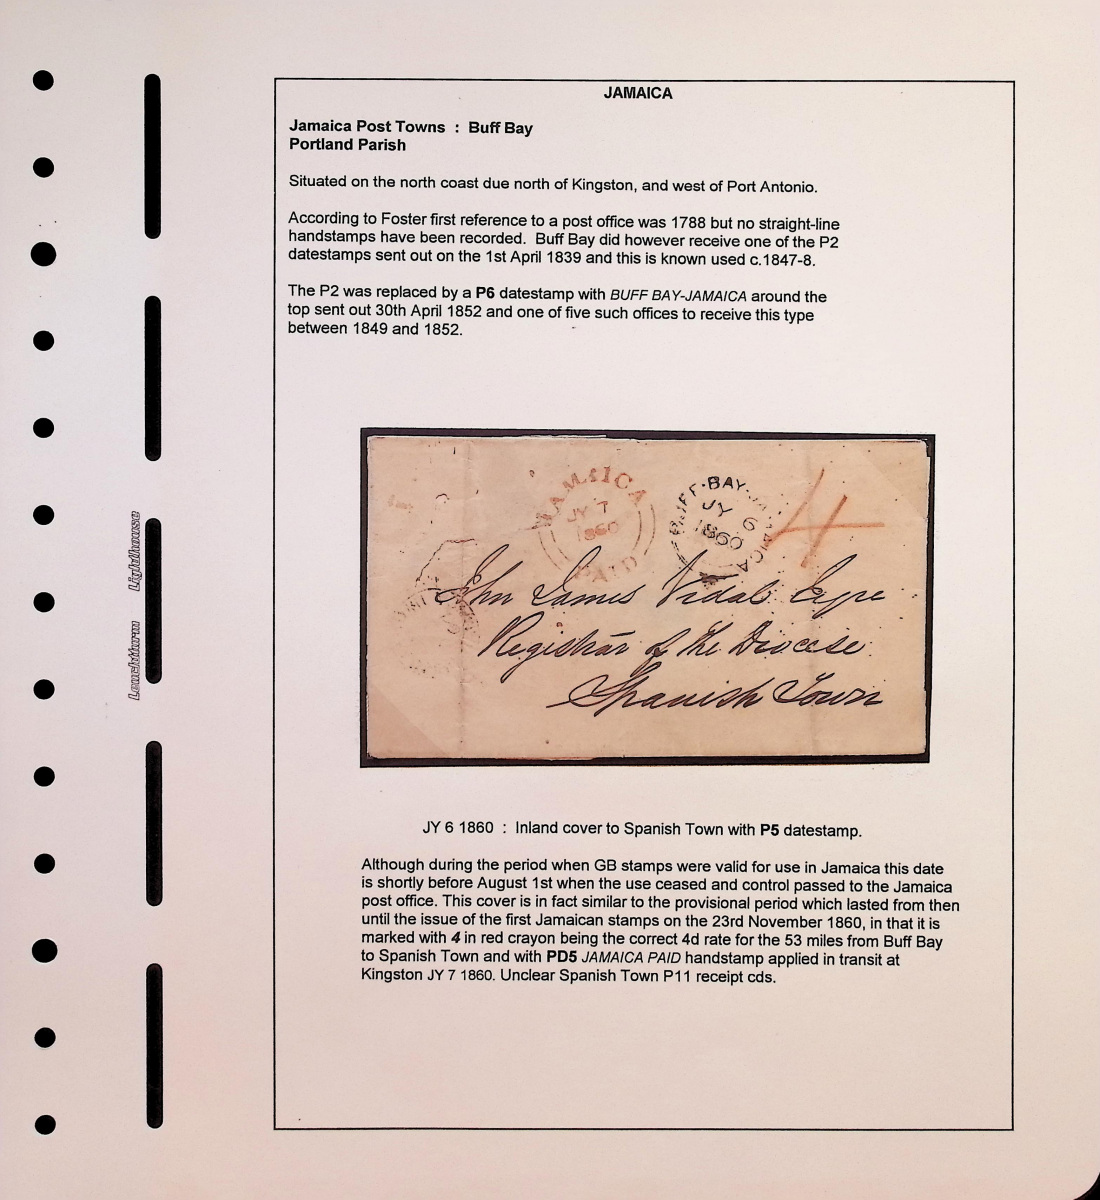 JAMAICA
Jamaica Post Towns : Buff Bay
Portland Parish
Situated on the north coast due north of Kingston, and west of Port Antonio.
According to Foster first reference to a post office was 1788 but no straight-line
handstamps have been recorded. Buff Bay did however receive one of the P2
datestamps sent out on the 1st April 1839 and this is known used c.1847-8.
The P2 was replaced by a P6 datestamp with BUFF BAY-JAMAICA around the
top sent out 30th April 1852 and one of five such offices to receive this type
between 1849 and 1852.
JAMAICA
JY 7
1860
PAID
BUFF-BAY-JAMAICA
JY 6
1860
4
John James Vidal
Registrar of the Diocese
Spanish Town
JY 6 1860 : Inland cover to Spanish Town with P5 datestamp.
Although during the period when GB stamps were valid for use in Jamaica this date
is shortly before August 1st when the use ceased and control passed to the Jamaica
post office. This cover is in fact similar to the provisional period which lasted from then
until the issue of the first Jamaican stamps on the 23rd November 1860, in that it is
marked with 4 in red crayon being the correct 4d rate for the 53 miles from Buff Bay
to Spanish Town and with PD5 JAMAICA PAID handstamp applied in transit at
Kingston JY 7 1860. Unclear Spanish Town P11 receipt cds.
Leuchtturm Lighthouse